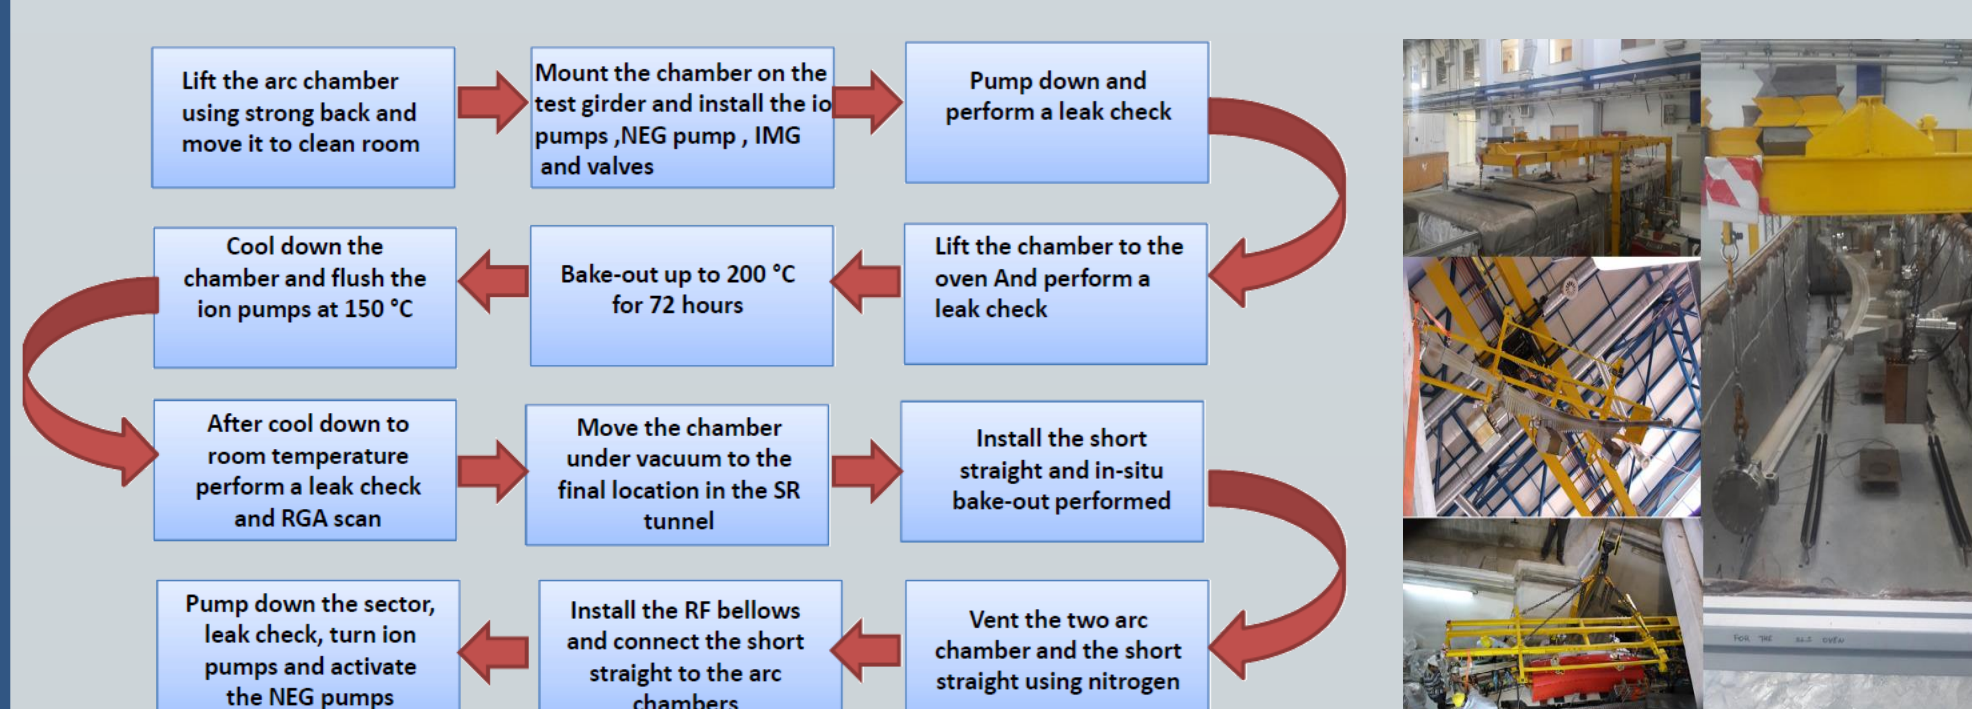 Lift the arc chamber
using strong back and
move it to clean room
Mount the chamber on the
test girder and install the io
pumps ,NEG pump , IMG
and valves
Pump down and
perform a leak check
Lift the chamber to the
oven And perform a
leak check
Bake-out up to 200 °C
for 72 hours
Cool down the
chamber and flush the
ion pumps at 150 °C
After cool down to
room temperature
perform a leak check
and RGA scan
Move the chamber
under vacuum to the
final location in the SR
tunnel
Install the short
straight and in-situ
bake-out performed
Vent the two arc
chamber and the short
straight using nitrogen
Install the RF bellows
and connect the short
straight to the arc
chambers
Pump down the sector,
leak check, turn ion
pumps and activate
the NEG pumps
FOR THE OVEN